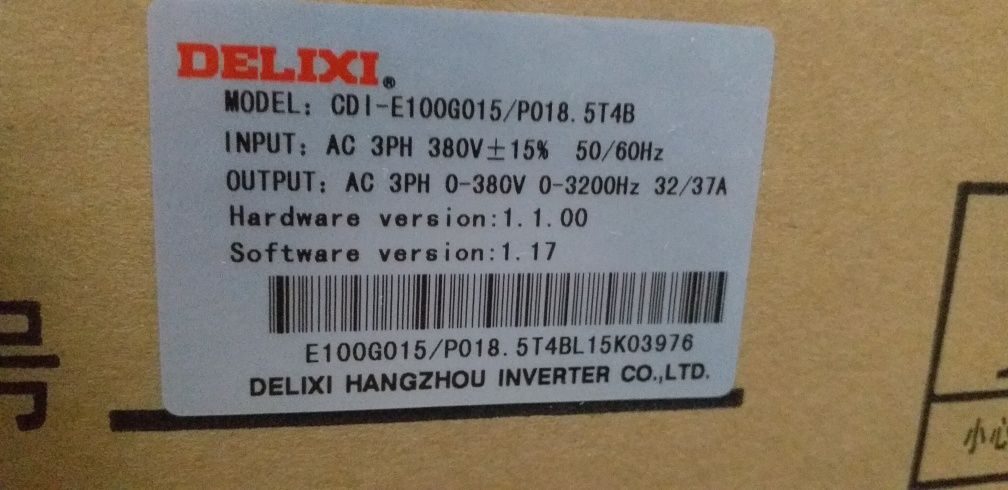 DELIXI®
MODEL: CDI-E100G015/P018.5T4B
INPUT: AC 3PH 380V±15% 50/60Hz
OUTPUT: AC 3PH 0-380V 0-3200Hz 32/37A
Hardware version:1.1.00
Software version:1.17
E100G015/P018.5T4BL15K03976
DELIXI HANGZHOU INVERTER CO.,LTD.
小心